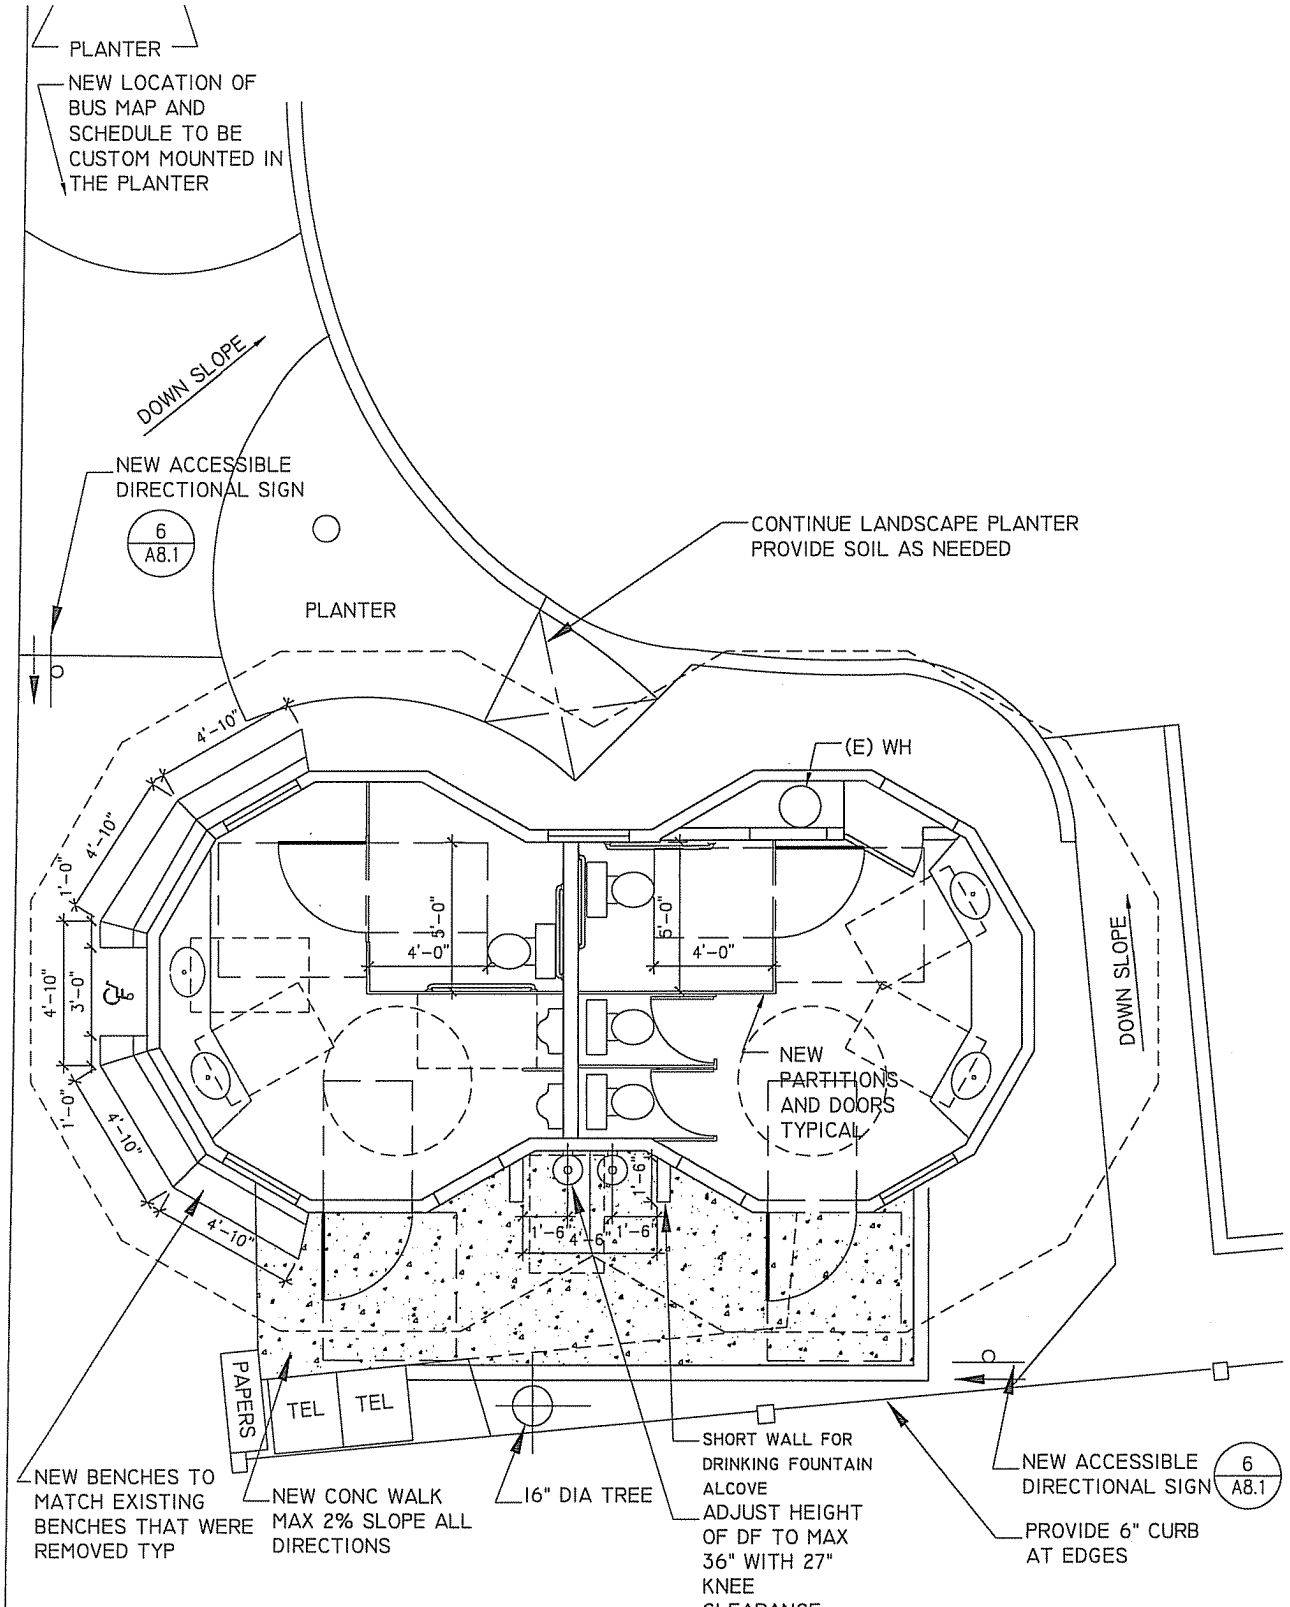 PLANTER
NEW LOCATION OF
BUS MAP AND
SCHEDULE TO BE
CUSTOM MOUNTED IN
THE PLANTER
DOWN SLOPE
NEW ACCESSIBLE
DIRECTIONAL SIGN
6
A8.1
CONTINUE LANDSCAPE PLANTER
PROVIDE SOIL AS NEEDED
PLANTER
4'-10"
(E) WH
4'-10"
1'-0"
5'-0"
5'-0"
4'-0"
4'-0"
4'-10"
3'-0"
DOWN SLOPE
NEW
PARTITIONS
AND DOORS
TYPICAL
1'-0"
4'-10"
4'-10"
1'-6"
1'-6"
4'-6"
1'-6"
PAPERS
TEL
TEL
NEW BENCHES TO
MATCH EXISTING
BENCHES THAT WERE
REMOVED TYP
NEW CONC WALK
MAX 2% SLOPE ALL
DIRECTIONS
16" DIA TREE
SHORT WALL FOR
DRINKING FOUNTAIN
ALCOVE
ADJUST HEIGHT
OF DF TO MAX
36" WITH 27"
KNEE
CLEARANCE
NEW ACCESSIBLE
DIRECTIONAL SIGN
6
A8.1
PROVIDE 6" CURB
AT EDGES